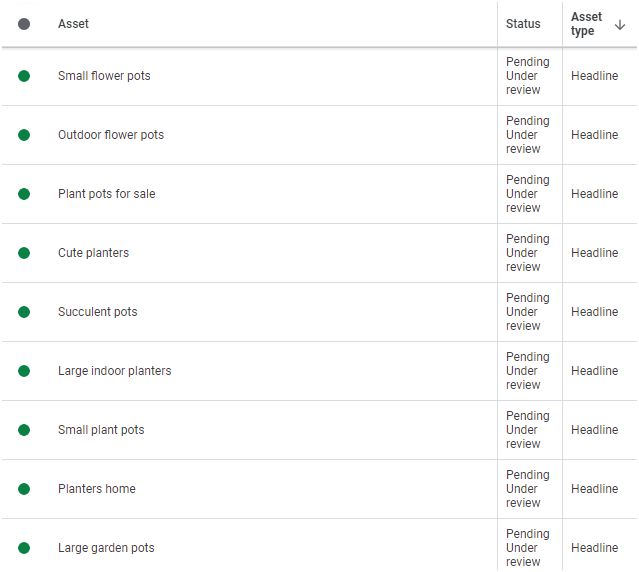 Asset Status Asset type
Small flower pots Pending Under review Headline
Outdoor flower pots Pending Under review Headline
Plant pots for sale Pending Under review Headline
Cute planters Pending Under review Headline
Succulent pots Pending Under review Headline
Large indoor planters Pending Under review Headline
Small plant pots Pending Under review Headline
Planters home Pending Under review Headline
Large garden pots Pending Under review Headline